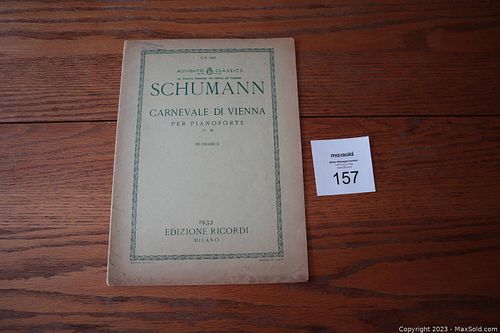 AUTHENTIC CLASSICS
SCHUMANN
CARNEVALE DI VIENNA
PER PIANOFORTE
1932
EDIZIONE RICORDI
MILANO
maxsold
157
Copyright 2023 - MaxSold.com